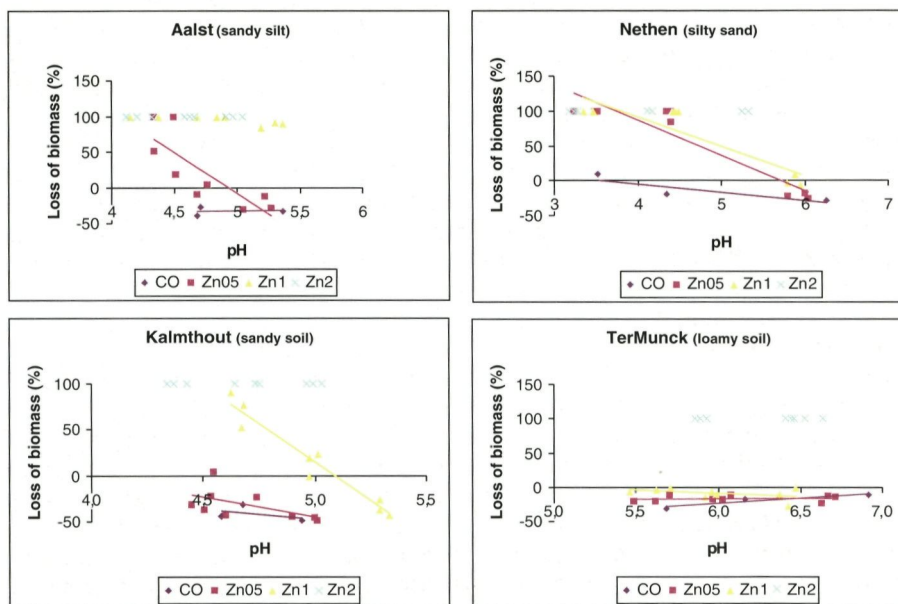 Aalst (sandy silt)
Loss of biomass (%)
150
100
50
0
-50
4
4,5
5
5,5
6
pH
CO Zn05 Zn1 Zn2
Nethen (silty sand)
Loss of biomass (%)
150
100
50
0
-50
3
4
5
6
7
pH
CO Zn05 Zn1 Zn2
Kalmthout (sandy soil)
Loss of biomass (%)
100
50
0
-50
4,0
4,5
5,0
5,5
pH
CO Zn05 Zn1 Zn2
TerMunck (loamy soil)
Loss of biomass (%)
150
100
50
0
-50
5,0
5,5
6,0
6,5
7,0
pH
CO Zn05 Zn1 Zn2